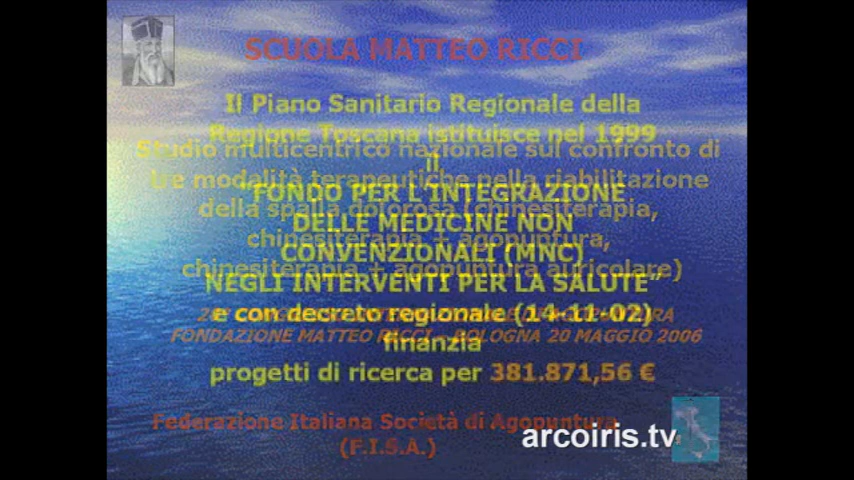 SCUOLA MATTEO RICCI
Il Piano Sanitario Regionale della
Regione Toscana istituisce nel 1999
il
Studio multicentrico nazionale sul confronto di
tre modalità terapeutiche nella riabilitazione
della spalla dolorosa (chinesiterapia,
chinesiterapia + agopuntura,
chinesiterapia + agopuntura auricolare)
"FONDO PER L'INTEGRAZIONE
DELLE MEDICINE NON
CONVENZIONALI (MNC)
NEGLI INTERVENTI PER LA SALUTE"
e con decreto regionale (14-11-02)
finanzia
progetti di ricerca per 381.871,56 €
FONDAZIONE MATTEO RICCI BOLOGNA 20 MAGGIO 2006
Federazione Italiana Società di Agopuntura
(F.I.S.A.)
arcoiris.tv